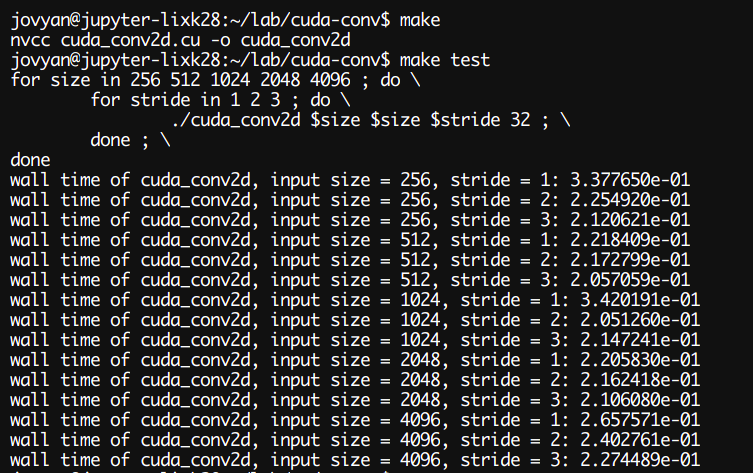 jovyan@jupyter-lixk28:~/lab/cuda-conv$ make
nvcc cuda_conv2d.cu -o cuda_conv2d
jovyan@jupyter-lixk28:~/lab/cuda-conv$ make test
for size in 256 512 1024 2048 4096 ; do \
        for stride in 1 2 3 ; do \
                ./cuda_conv2d $size $size $stride 32 ; \
        done ; \
done
wall time of cuda_conv2d, input size = 256, stride = 1: 3.377650e-01
wall time of cuda_conv2d, input size = 256, stride = 2: 2.254920e-01
wall time of cuda_conv2d, input size = 256, stride = 3: 2.120621e-01
wall time of cuda_conv2d, input size = 512, stride = 1: 2.218409e-01
wall time of cuda_conv2d, input size = 512, stride = 2: 2.172799e-01
wall time of cuda_conv2d, input size = 512, stride = 3: 2.057059e-01
wall time of cuda_conv2d, input size = 1024, stride = 1: 3.420191e-01
wall time of cuda_conv2d, input size = 1024, stride = 2: 2.051260e-01
wall time of cuda_conv2d, input size = 1024, stride = 3: 2.147241e-01
wall time of cuda_conv2d, input size = 2048, stride = 1: 2.205830e-01
wall time of cuda_conv2d, input size = 2048, stride = 2: 2.162418e-01
wall time of cuda_conv2d, input size = 2048, stride = 3: 2.106080e-01
wall time of cuda_conv2d, input size = 4096, stride = 1: 2.657571e-01
wall time of cuda_conv2d, input size = 4096, stride = 2: 2.402761e-01
wall time of cuda_conv2d, input size = 4096, stride = 3: 2.274489e-01